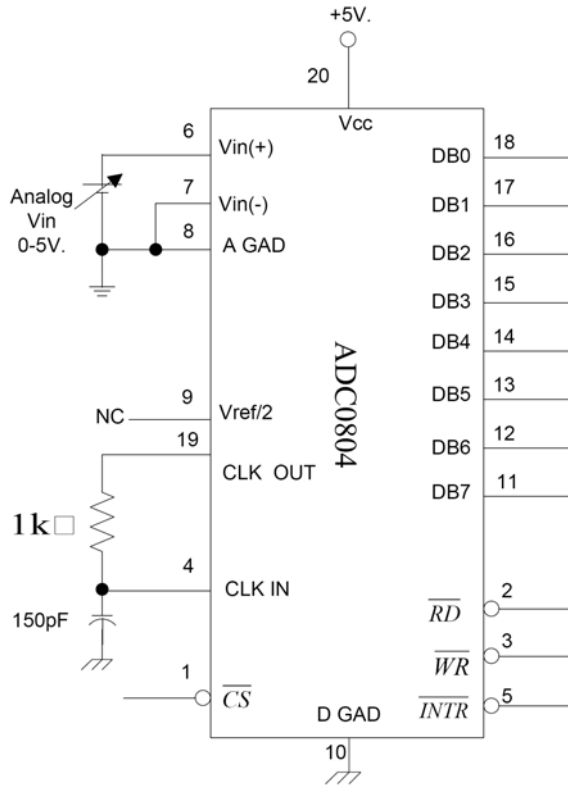 +5V.
20
Vcc
6
Vin(+)
DB0
18
7
Analog
Vin
0-5V.
Vin(-)
DB1
17
8
A GAD
DB2
16
DB3
15
DB4
14
ADC0804
DB5
13
NC
9
Vref/2
DB6
12
19
CLK OUT
DB7
11
1k□
4
CLK IN
150pF
RD
2
WR
3
1
CS
D GAD
INTR
5
10